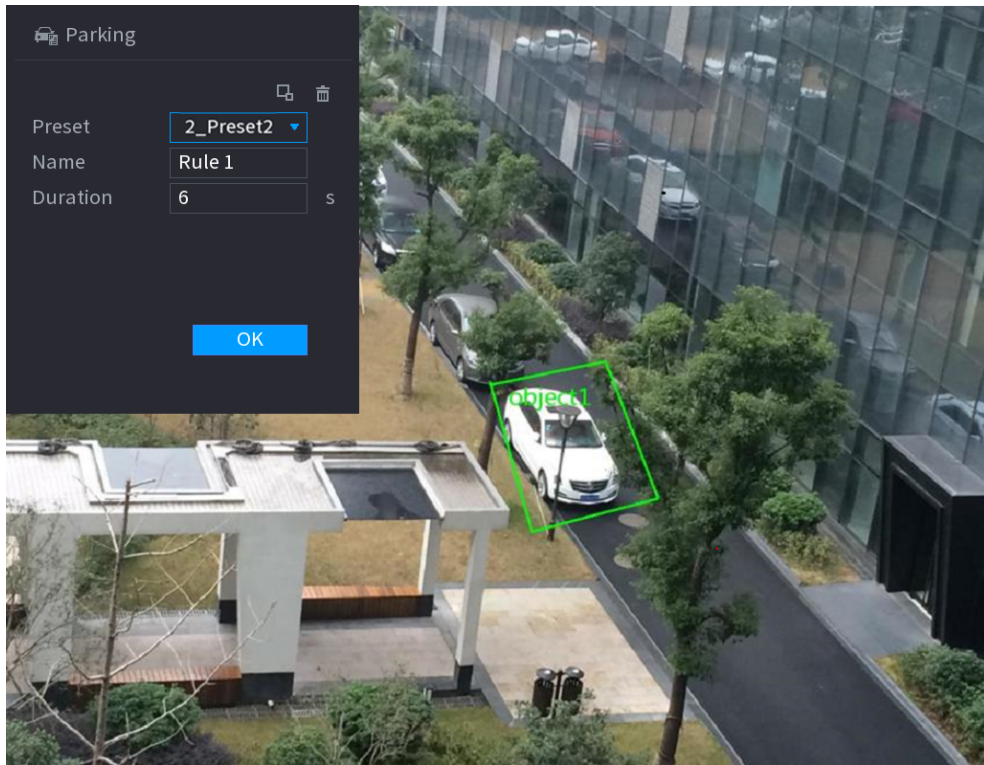 Parking
Preset 2_Preset2
Name Rule 1
Duration 6 s
OK
object1